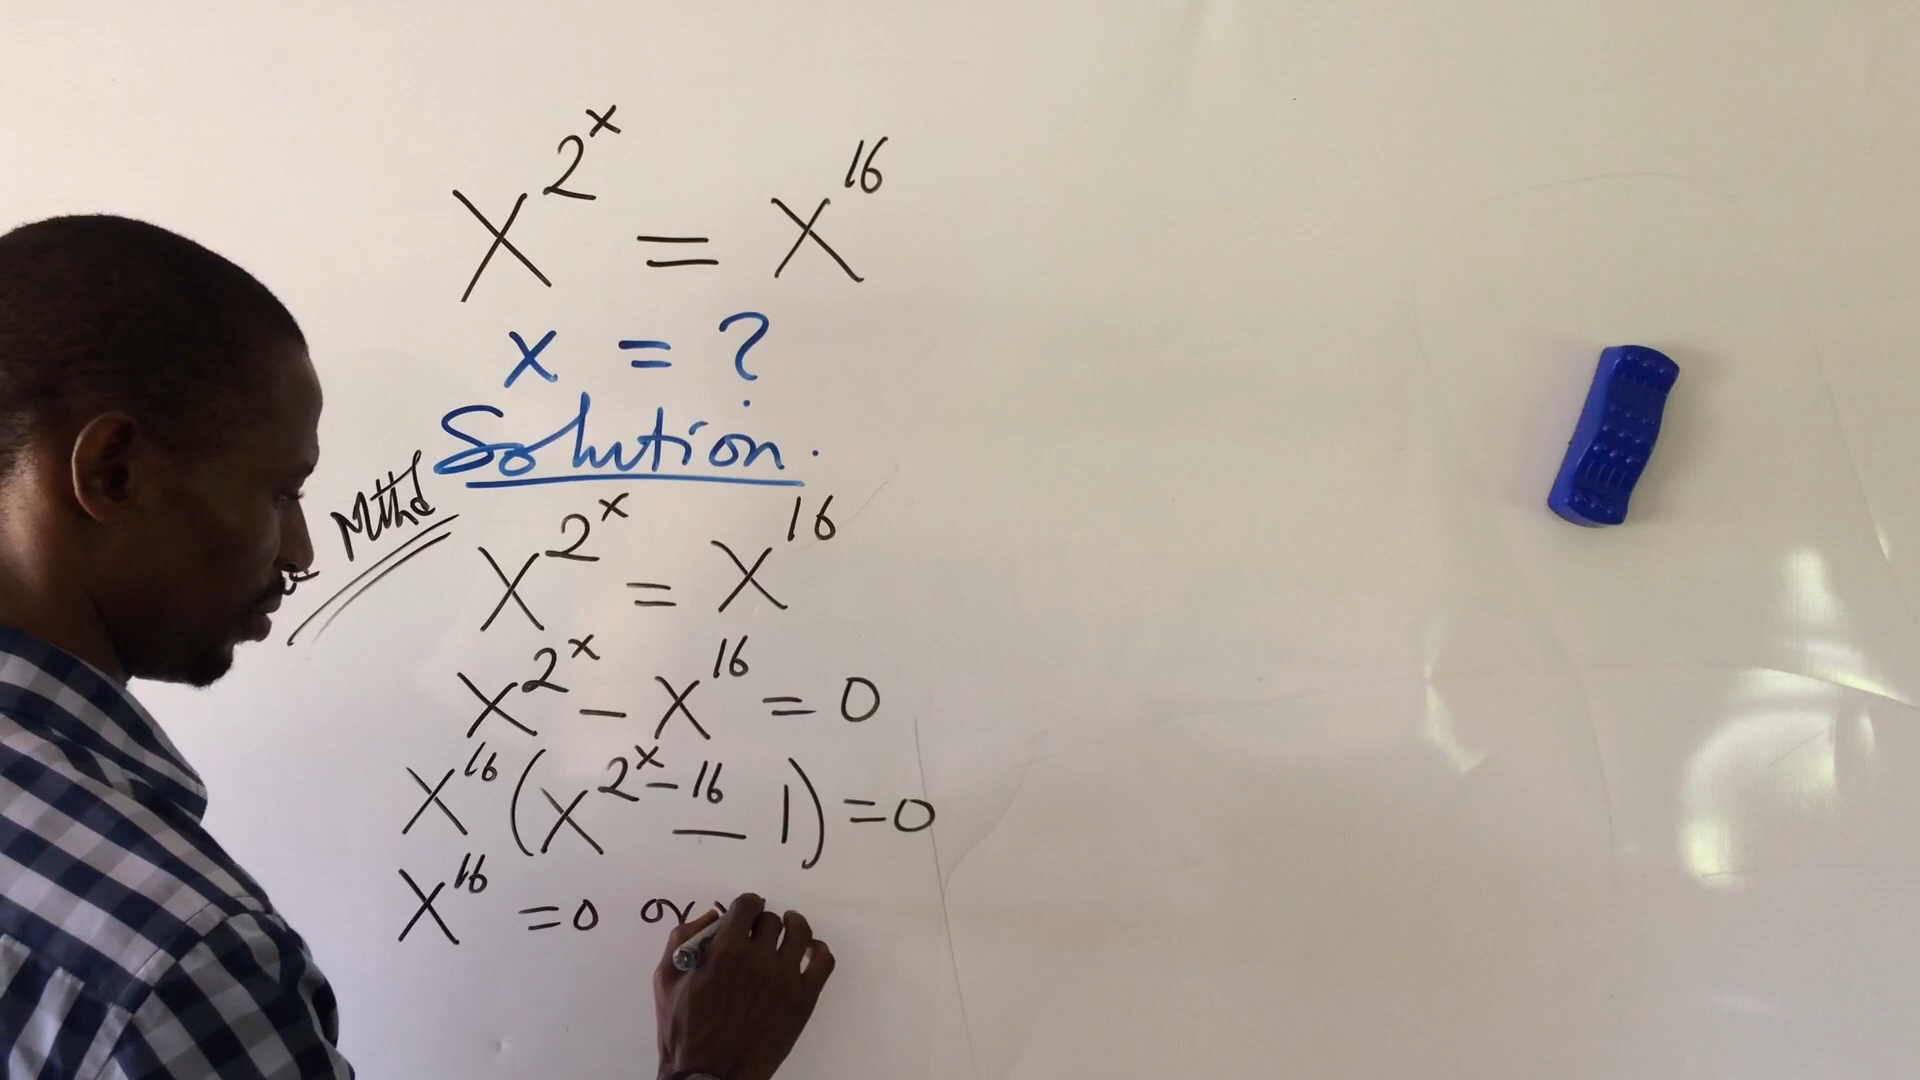 x^2^x = x^16
x = ?
Solution.
Mthd
x^2^x = x^16
x^2^x - x^16 = 0
x^16 (x^2^x-16 - 1) = 0
x^16 = 0 or